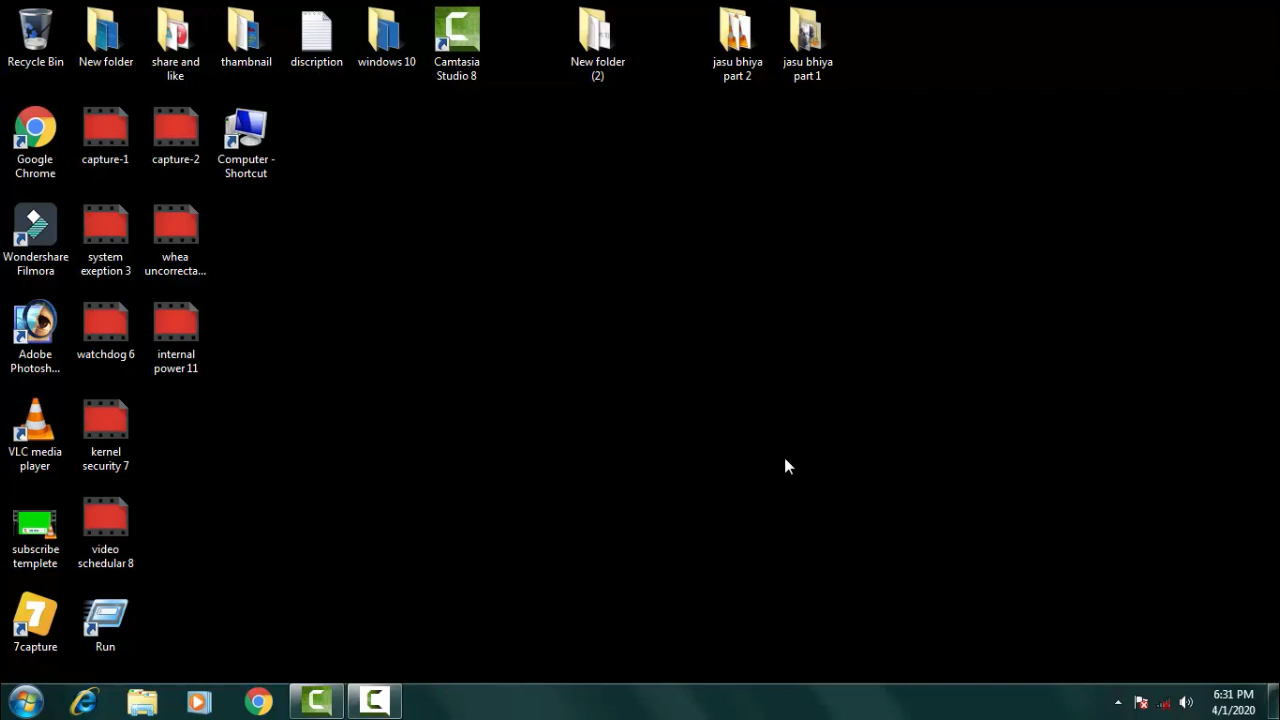 Recycle Bin
New folder
share and
like
thumbnail
discription
windows 10
Camtasia
Studio 8
New folder
(2)
jasu bhiya
part 2
jasu bhiya
part 1
Google
Chrome
capture-1
capture-2
Computer -
Shortcut
Wondershare
Filmora
system
exeption 3
whea
uncorrecta...
Adobe
Photosh...
watchdog 6
internal
power 11
VLC media
player
kernel
security 7
subscribe
templete
video
schedular 8
7
7capture
Run
6:31 PM
4/1/2020